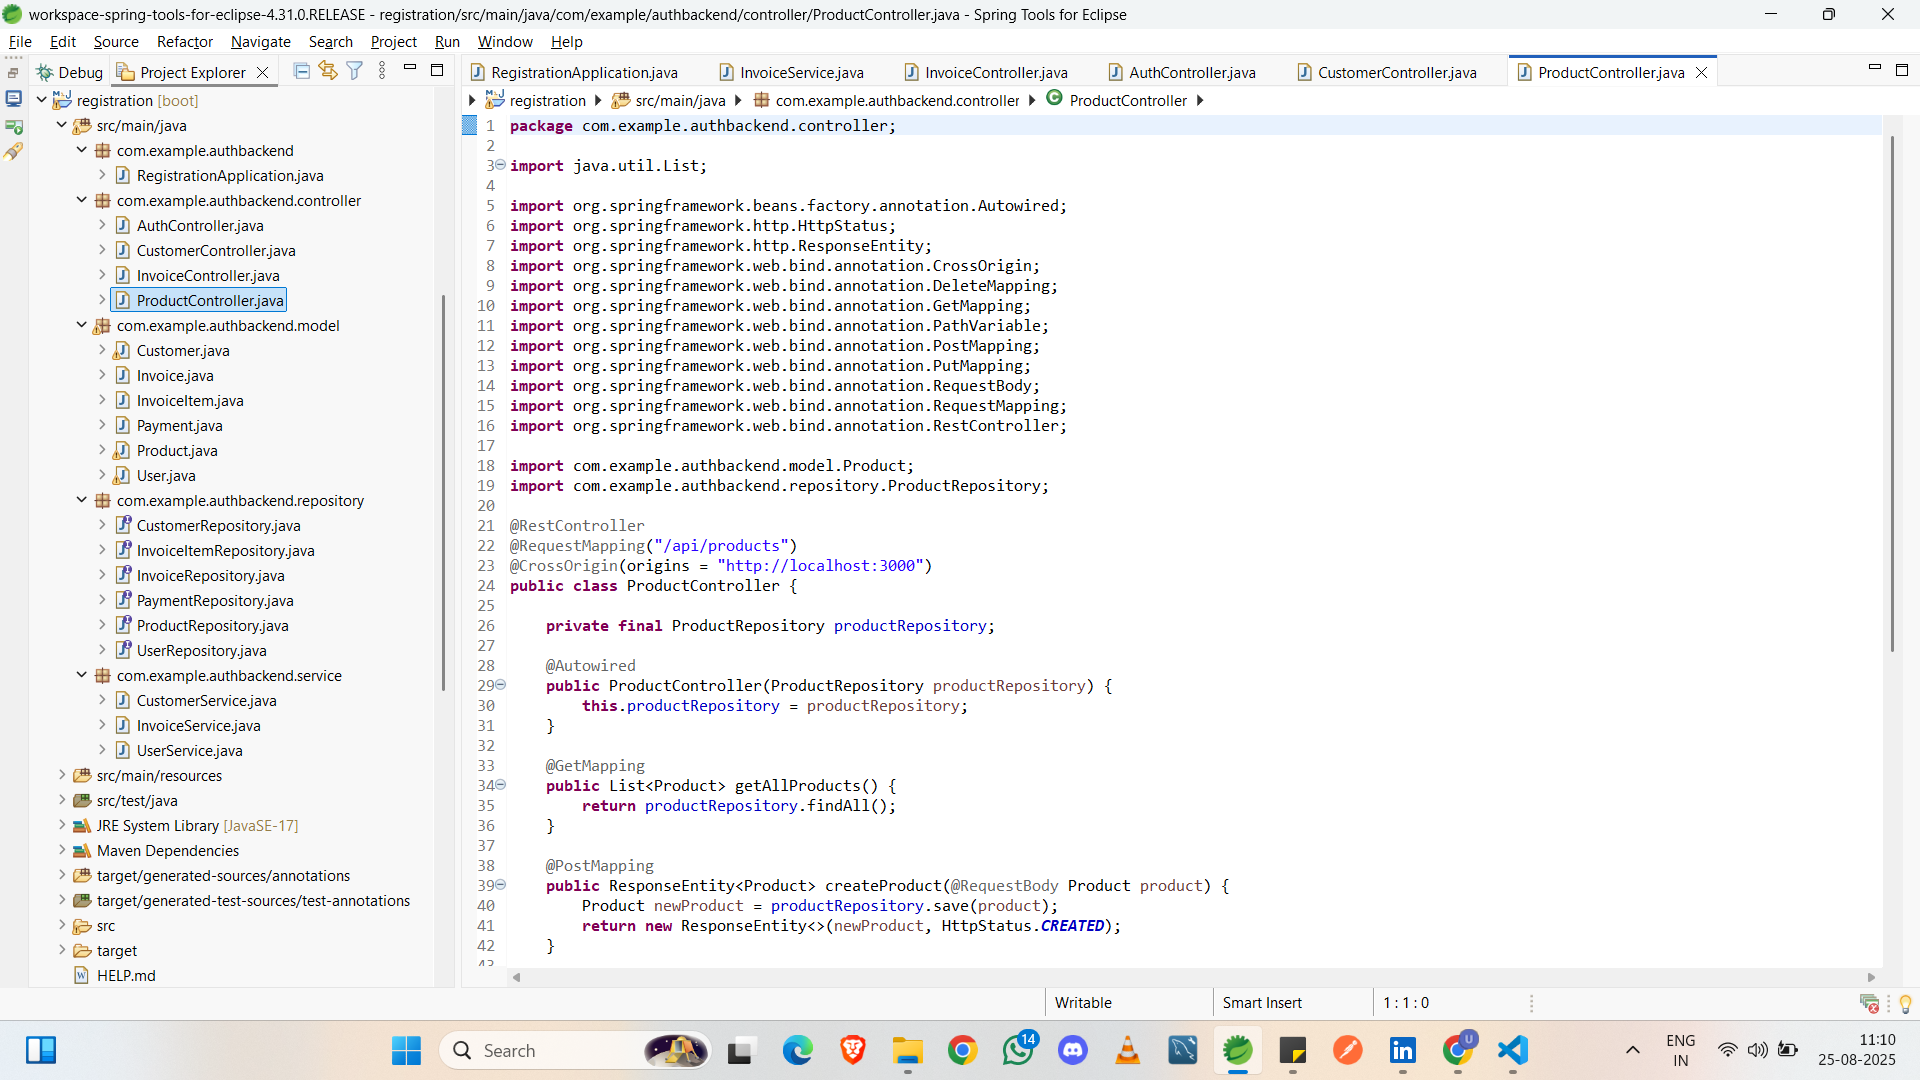 workspace-spring-tools-for-eclipse-4.31.0.RELEASE - registration/src/main/java/com/example/authbackend/controller/ProductController.java - Spring Tools for Eclipse
File Edit Source Refactor Navigate Search Project Run Window Help
Debug Project Explorer
RegistrationApplication.java InvoiceService.java InvoiceController.java AuthController.java CustomerController.java ProductController.java
registration src/main/java com.example.authbackend.controller ProductController
registration [boot]
src/main/java
com.example.authbackend
RegistrationApplication.java
com.example.authbackend.controller
AuthController.java
CustomerController.java
InvoiceController.java
ProductController.java
com.example.authbackend.model
Customer.java
Invoice.java
InvoiceItem.java
Payment.java
Product.java
User.java
com.example.authbackend.repository
CustomerRepository.java
InvoiceItemRepository.java
InvoiceRepository.java
PaymentRepository.java
ProductRepository.java
UserRepository.java
com.example.authbackend.service
CustomerService.java
InvoiceService.java
UserService.java
src/main/resources
src/test/java
JRE System Library [JavaSE-17]
Maven Dependencies
target/generated-sources/annotations
target/generated-test-sources/test-annotations
src
target
HELP.md
1 package com.example.authbackend.controller;
2
3 import java.util.List;
4
5 import org.springframework.beans.factory.annotation.Autowired;
6 import org.springframework.http.HttpStatus;
7 import org.springframework.http.ResponseEntity;
8 import org.springframework.web.bind.annotation.CrossOrigin;
9 import org.springframework.web.bind.annotation.DeleteMapping;
10 import org.springframework.web.bind.annotation.GetMapping;
11 import org.springframework.web.bind.annotation.PathVariable;
12 import org.springframework.web.bind.annotation.PostMapping;
13 import org.springframework.web.bind.annotation.PutMapping;
14 import org.springframework.web.bind.annotation.RequestBody;
15 import org.springframework.web.bind.annotation.RequestMapping;
16 import org.springframework.web.bind.annotation.RestController;
17
18 import com.example.authbackend.model.Product;
19 import com.example.authbackend.repository.ProductRepository;
20
21 @RestController
22 @RequestMapping("/api/products")
23 @CrossOrigin(origins = "http://localhost:3000")
24 public class ProductController {
25
26 private final ProductRepository productRepository;
27
28 @Autowired
29 public ProductController(ProductRepository productRepository) {
30 this.productRepository = productRepository;
31 }
32
33 @GetMapping
34 public List<Product> getAllProducts() {
35 return productRepository.findAll();
36 }
37
38 @PostMapping
39 public ResponseEntity<Product> createProduct(@RequestBody Product product) {
40 Product newProduct = productRepository.save(product);
41 return new ResponseEntity<>(newProduct, HttpStatus.CREATED);
42 }
43
Writable Smart Insert 1 : 1 : 0
Search
14
U
ENG
IN
11:10
25-08-2025